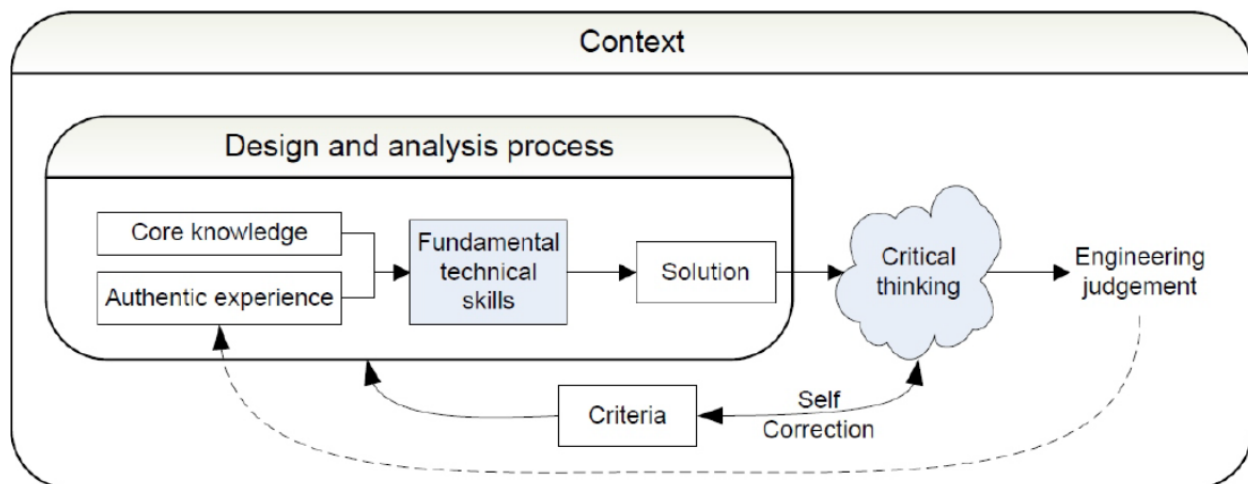 Context
Design and analysis process
Core knowledge
Authentic experience
Fundamental
technical
skills
Solution
Critical
thinking
Engineering
judgement
Criteria
Self
Correction